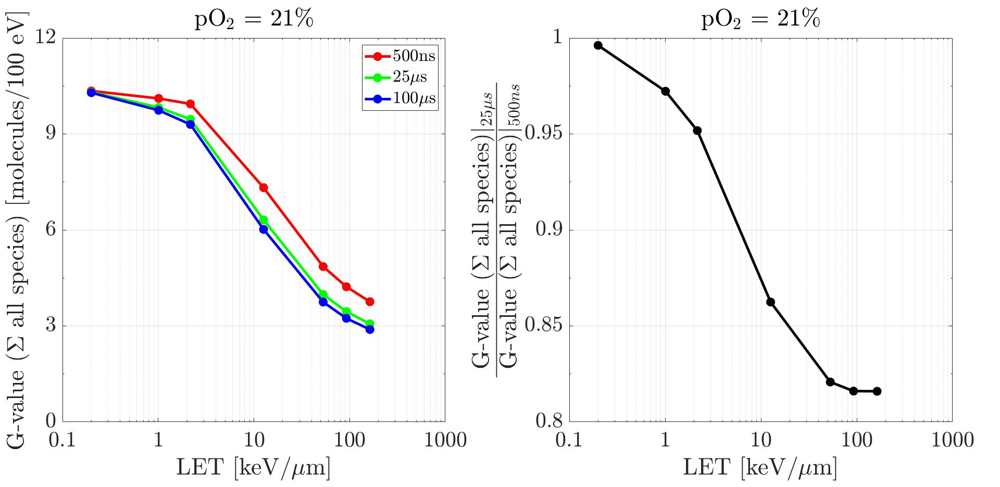 pO2 = 21%
12
9
6
3
0
0.1 1 10 100 1000
LET [keV/μm]
G-value (Σ all species) [molecules/100 eV]
500ns
25μs
100μs
pO2 = 21%
1
0.95
0.9
0.85
0.8
0.1 1 10 100 1000
LET [keV/μm]
G-value (Σ all species)|25μs
G-value (Σ all species)|500ns